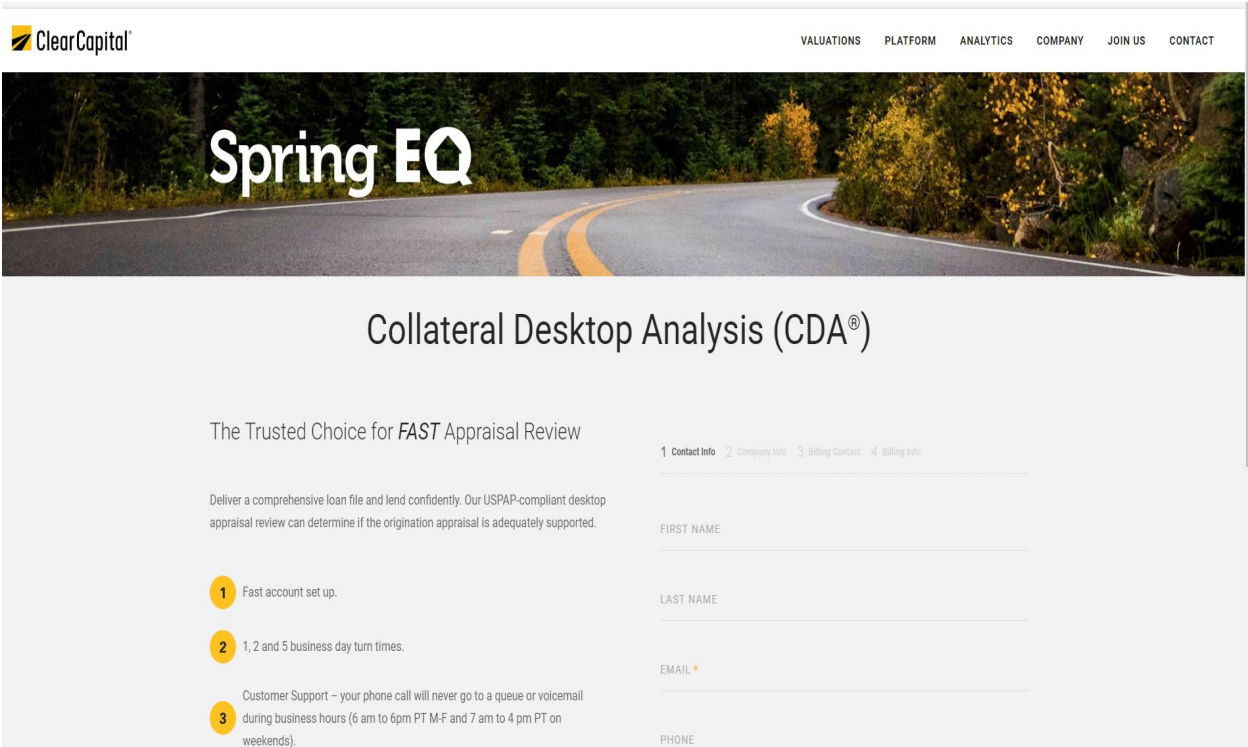 ClearCapital®
VALUATIONS PLATFORM ANALYTICS COMPANY JOIN US CONTACT
Spring EQ
Collateral Desktop Analysis (CDA®)
The Trusted Choice for FAST Appraisal Review
Deliver a comprehensive loan file and lend confidently. Our USPAP-compliant desktop
appraisal review can determine if the origination appraisal is adequately supported.
1 Fast account set up.
2 1, 2 and 5 business day turn times.
3 Customer Support – your phone call will never go to a queue or voicemail
during business hours (6 am to 6pm PT M-F and 7 am to 4 pm PT on
weekends).
1 Contact Info 2 Company Info 3 Billing Contact 4 Billing Info
FIRST NAME
LAST NAME
EMAIL *
PHONE